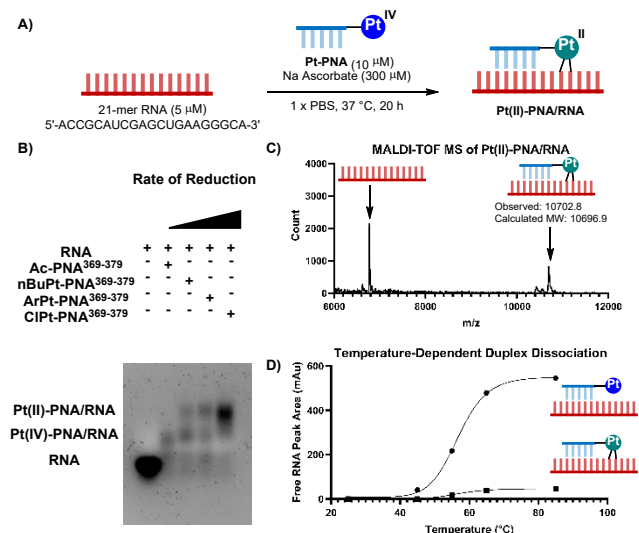 A)
IV
Pt
Pt-PNA (10 μM)
Na Ascorbate (300 μM)
1 x PBS, 37 °C, 20 h
21-mer RNA (5 μM)
5'-ACCGCAUCGAGCUGAAGGGCA-3'
II
Pt
Pt(II)-PNA/RNA
B)
Rate of Reduction
RNA + + + + +
Ac-PNA369-379 - + - - -
nBuPt-PNA369-379 - - + - -
ArPt-PNA369-379 - - - + -
ClPt-PNA369-379 - - - - +
Pt(II)-PNA/RNA
Pt(IV)-PNA/RNA
RNA
C)
MALDI-TOF MS of Pt(II)-PNA/RNA
Pt
Observed: 10702.8
Calculated MW: 10696.9
Count
4000
3000
2000
1000
0
6000 8000 10000 12000
m/z
D)
Temperature-Dependent Duplex Dissociation
Free RNA Peak Area (mAu)
600
400
200
0
20 40 60 80 100
Temperature (°C)
Pt
Pt